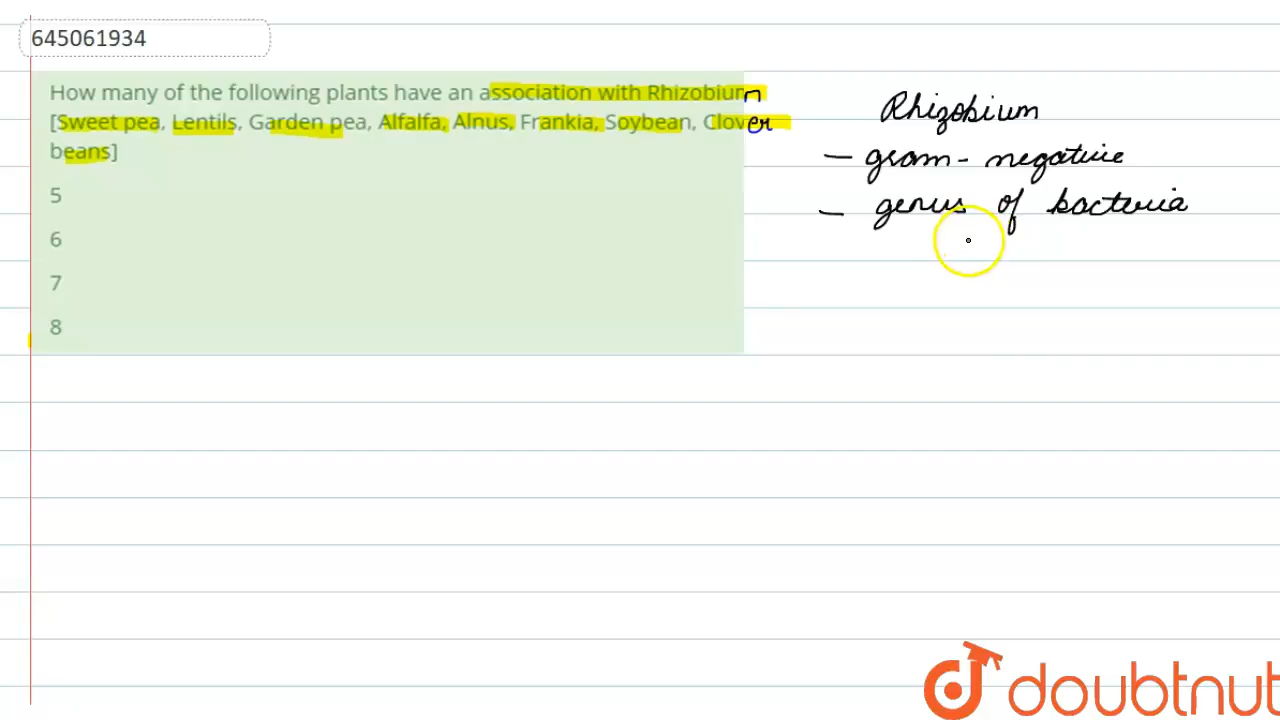 645061934
How many of the following plants have an association with Rhizobium
[Sweet pea, Lentils, Garden pea, Alfalfa, Alnus, Frankia, Soybean, Clover
beans]
5
6
7
8
Rhizobium
- gram-negative
- genus of bacteria
doubtnut